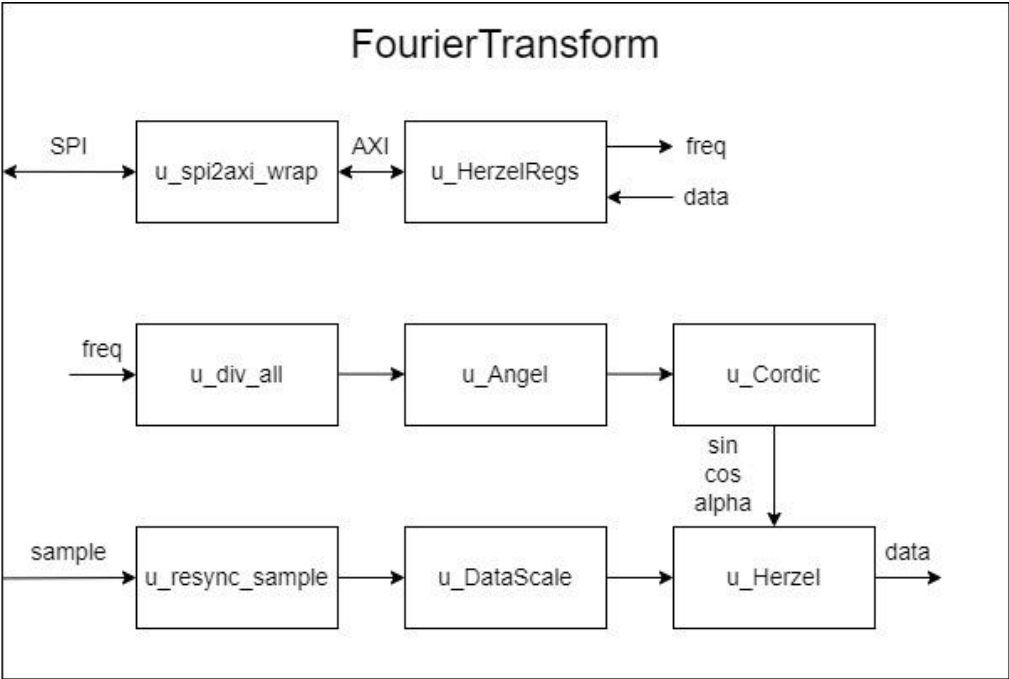 FourierTransform
SPI
u_spi2axi_wrap
AXI
u_HerzelRegs
freq
data
freq
u_div_all
u_Angel
u_Cordic
sin
cos
alpha
sample
u_resync_sample
u_DataScale
u_Herzel
data